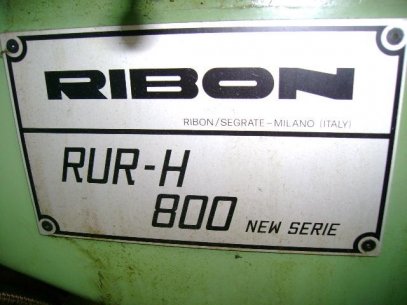 RIBON
RIBON/SEGRATE-MILANO (ITALY)
RUR-H
800 NEW SERIE